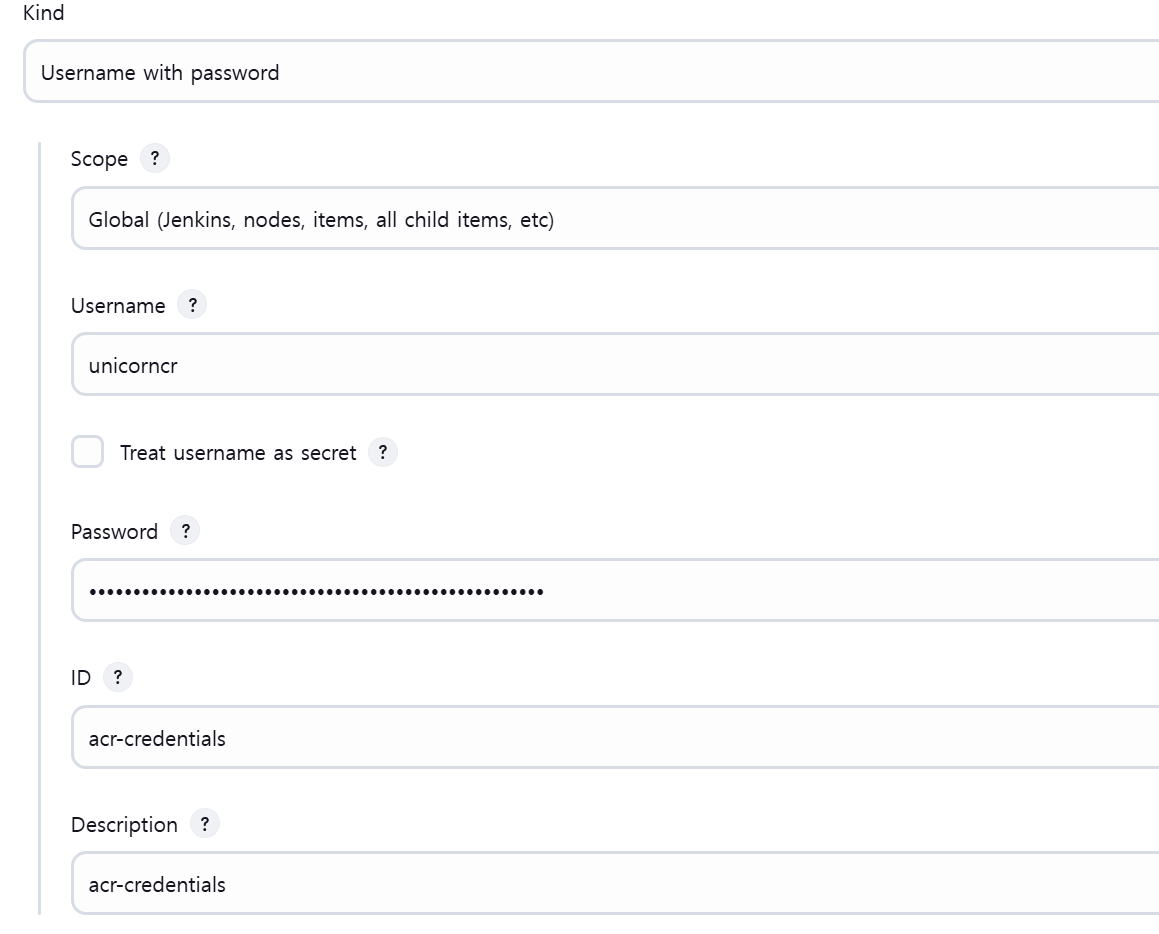 Kind
Username with password
Scope ?
Global (Jenkins, nodes, items, all child items, etc)
Username ?
unicorncr
Treat username as secret ?
Password ?
••••••••••••••••••••••••••••••••••••••••••••••••••••
ID ?
acr-credentials
Description ?
acr-credentials